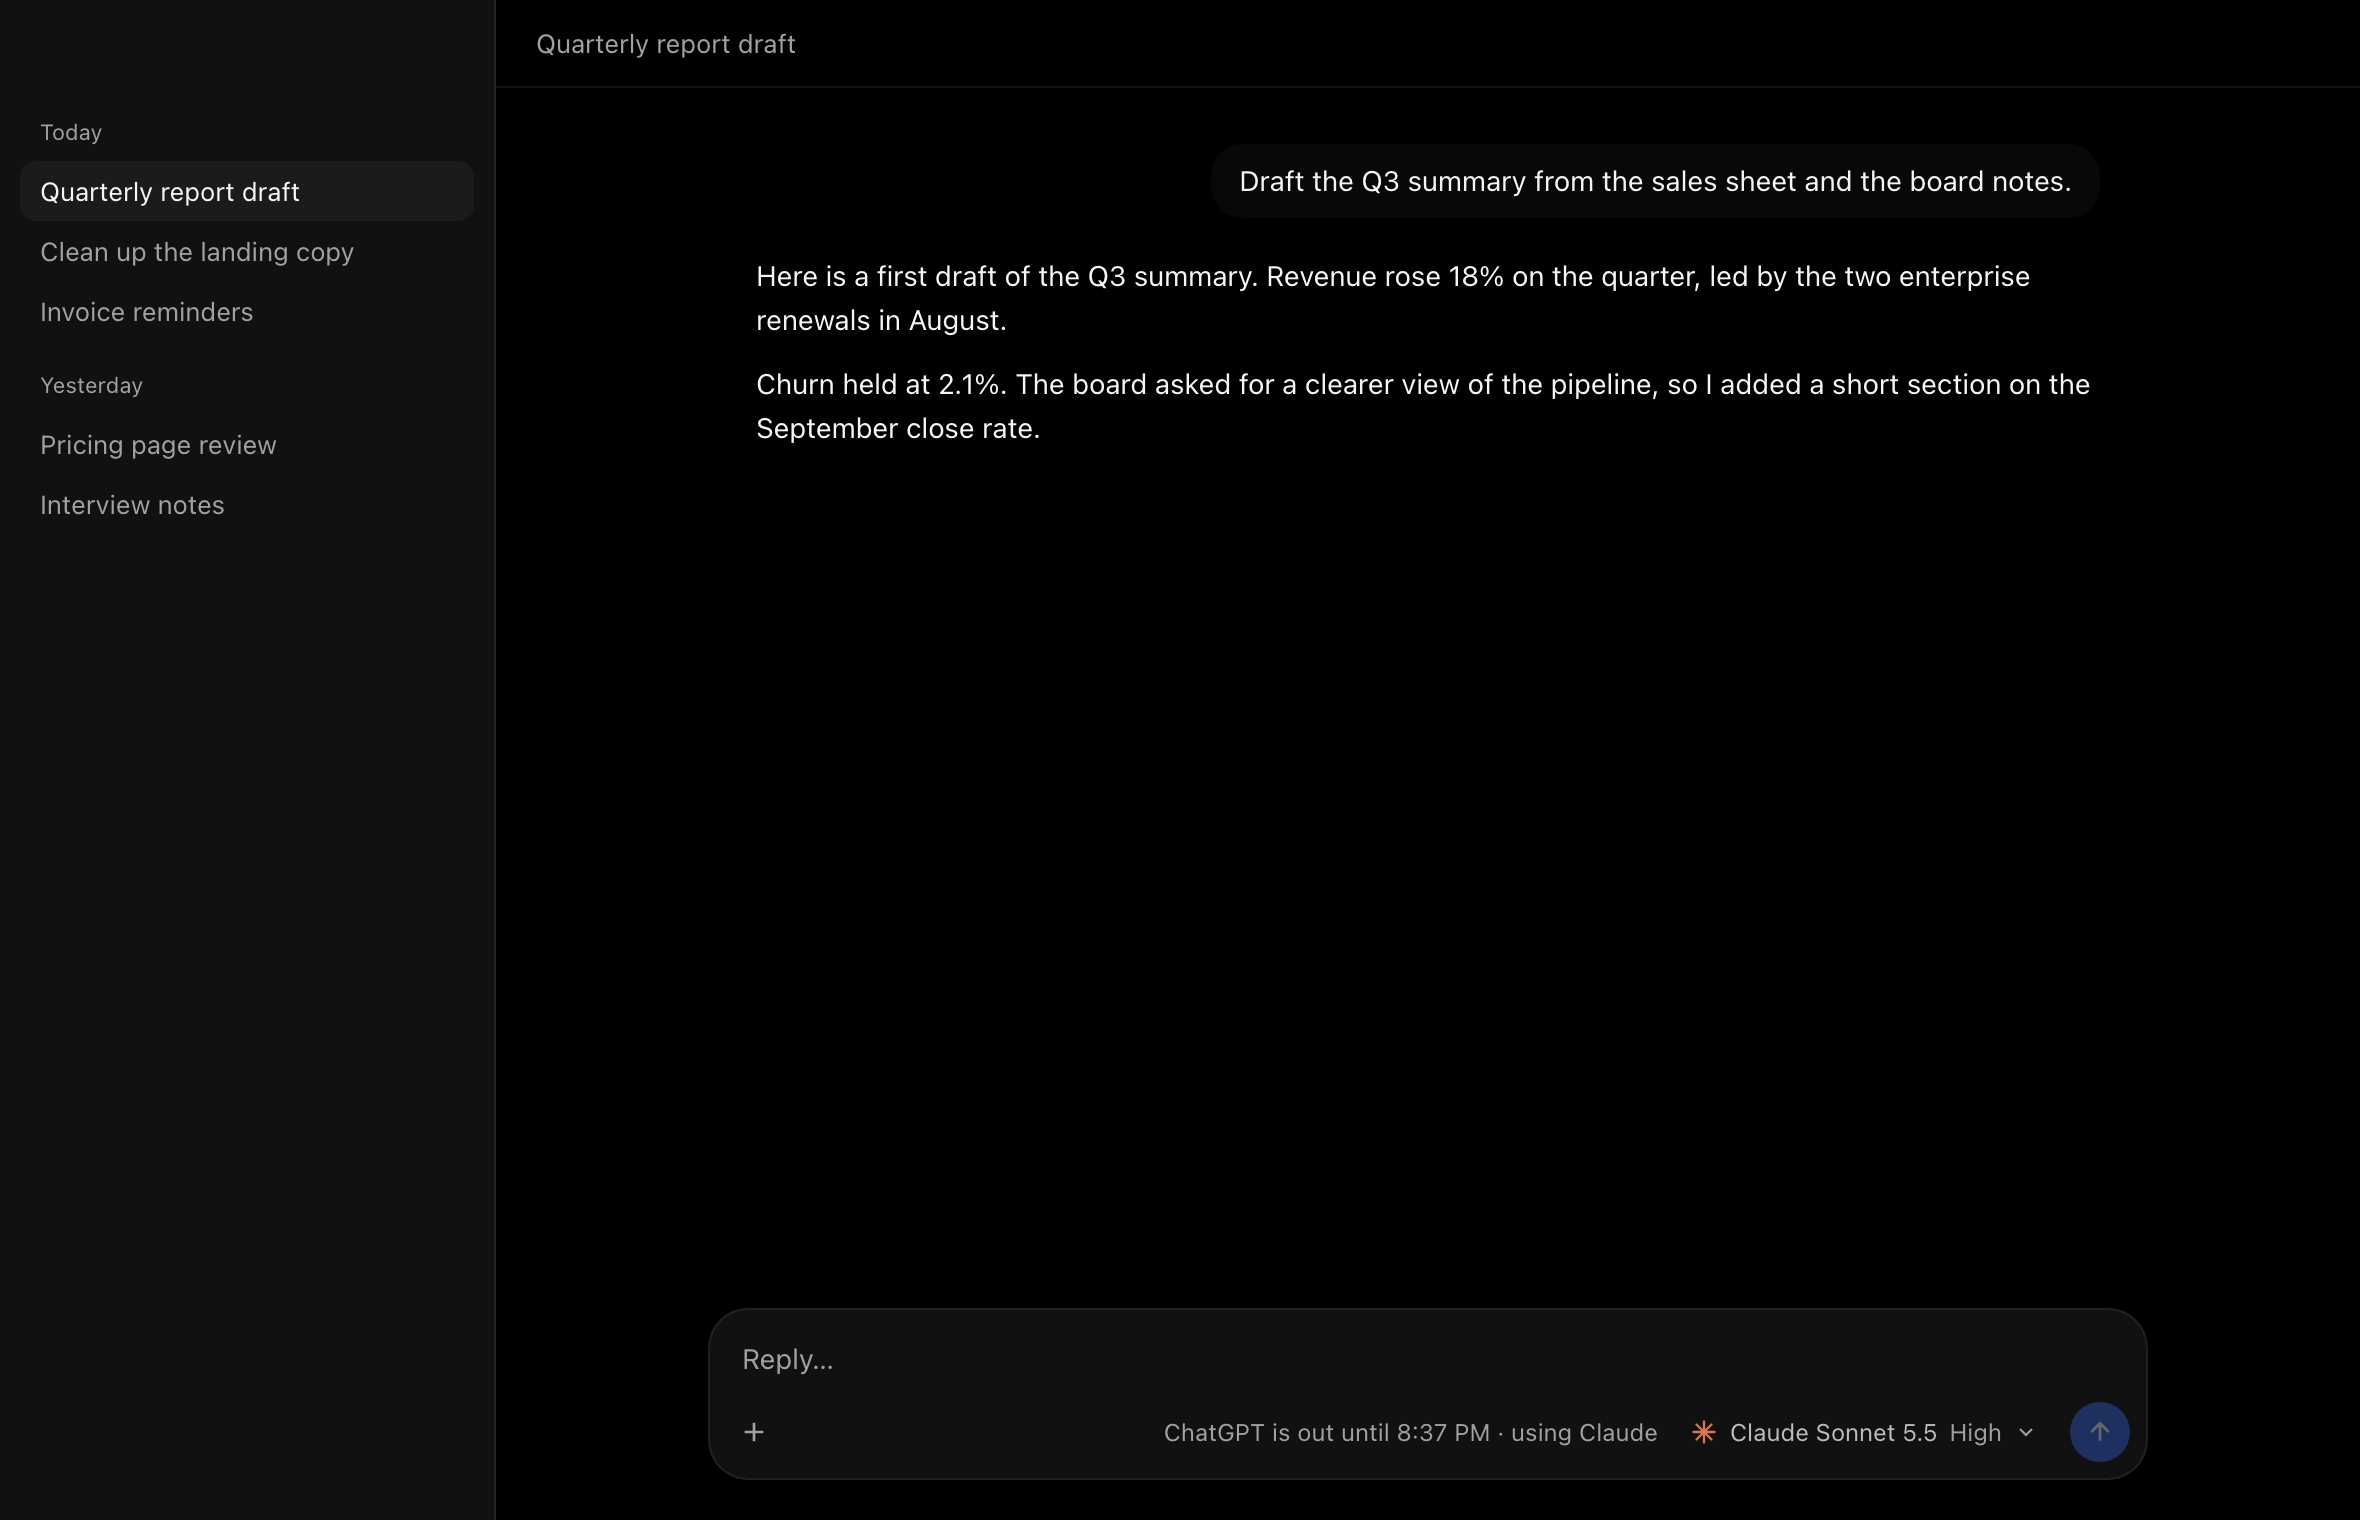 Today
Quarterly report draft
Clean up the landing copy
Invoice reminders
Yesterday
Pricing page review
Interview notes
Quarterly report draft
Draft the Q3 summary from the sales sheet and the board notes.
Here is a first draft of the Q3 summary. Revenue rose 18% on the quarter, led by the two enterprise
renewals in August.
Churn held at 2.1%. The board asked for a clearer view of the pipeline, so I added a short section on the
September close rate.
Reply...
ChatGPT is out until 8:37 PM · using Claude Claude Sonnet 5.5 High